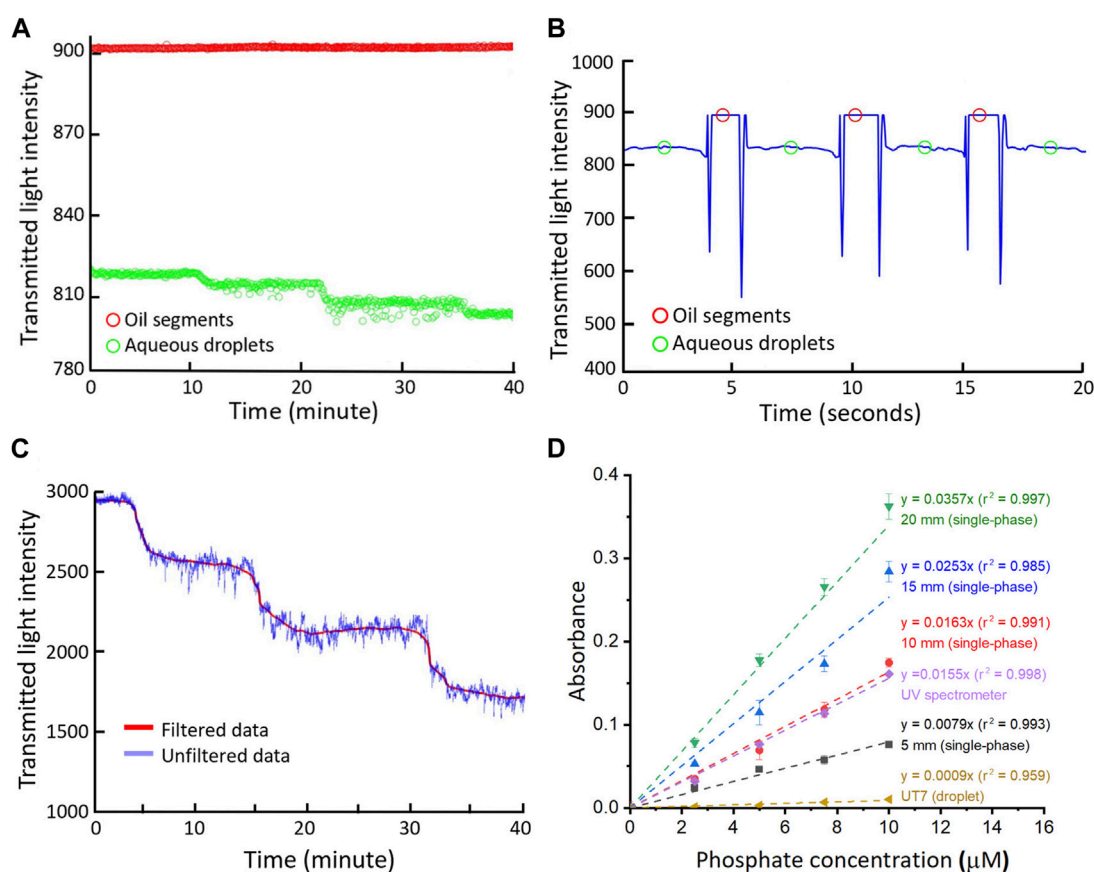 A
Transmitted light intensity
900
870
840
810
780
Oil segments
Aqueous droplets
0 10 20 30 40
Time (minute)
B
Transmitted light intensity
1000
900
800
700
600
500
400
Oil segments
Aqueous droplets
0 5 10 15 20
Time (seconds)
C
Transmitted light intensity
3000
2500
2000
1500
1000
Filtered data
Unfiltered data
0 10 20 30 40
Time (minute)
D
Absorbance
0.4
0.3
0.2
0.1
0.0
y = 0.0357x (r² = 0.997)
20 mm (single-phase)
y = 0.0253x (r² = 0.985)
15 mm (single-phase)
y = 0.0163x (r² = 0.991)
10 mm (single-phase)
y =0.0155x (r² = 0.998)
UV spectrometer
y = 0.0079x (r² = 0.993)
5 mm (single-phase)
y = 0.0009x (r² = 0.959)
UT7 (droplet)
0 2 4 6 8 10 12 14 16
Phosphate concentration (μM)